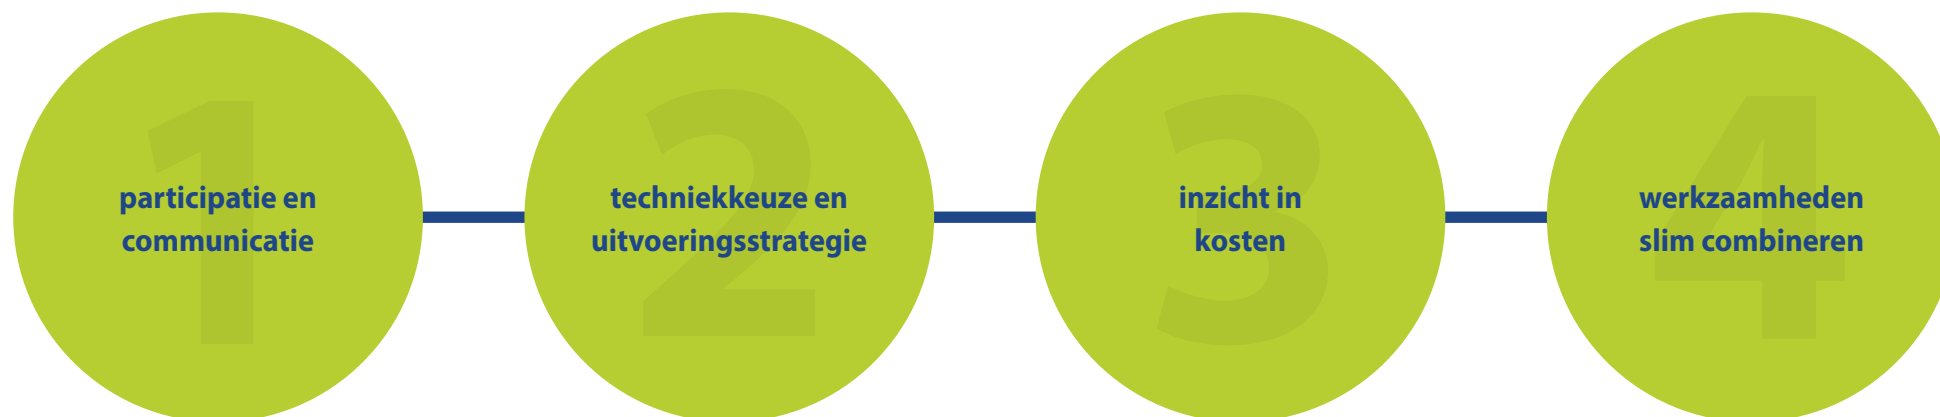 1
participatie en
communicatie
2
techniekkeuze en
uitvoeringsstrategie
3
inzicht in
kosten
4
werkzaamheden
slim combineren